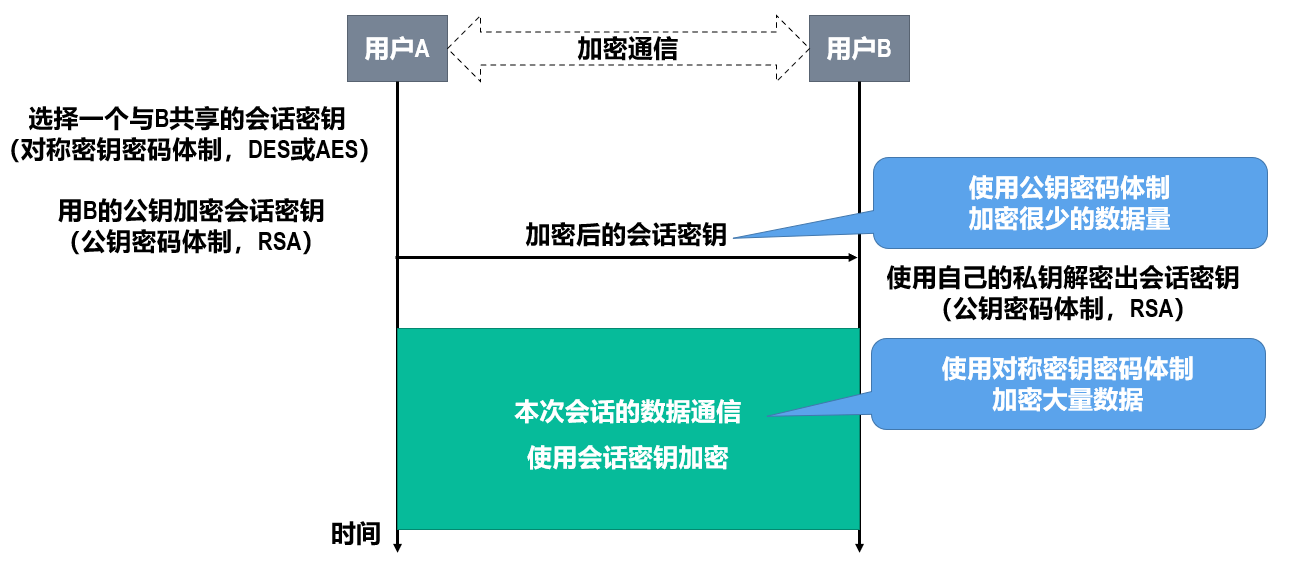 用户A
加密通信
用户B
选择一个与B共享的会话密钥
（对称密钥密码体制，DES或AES）
用B的公钥加密会话密钥
（公钥密码体制，RSA）
加密后的会话密钥
使用公钥密码体制
加密很少的数据量
使用自己的私钥解密出会话密钥
（公钥密码体制，RSA）
使用对称密钥密码体制
加密大量数据
本次会话的数据通信
使用会话密钥加密
时间